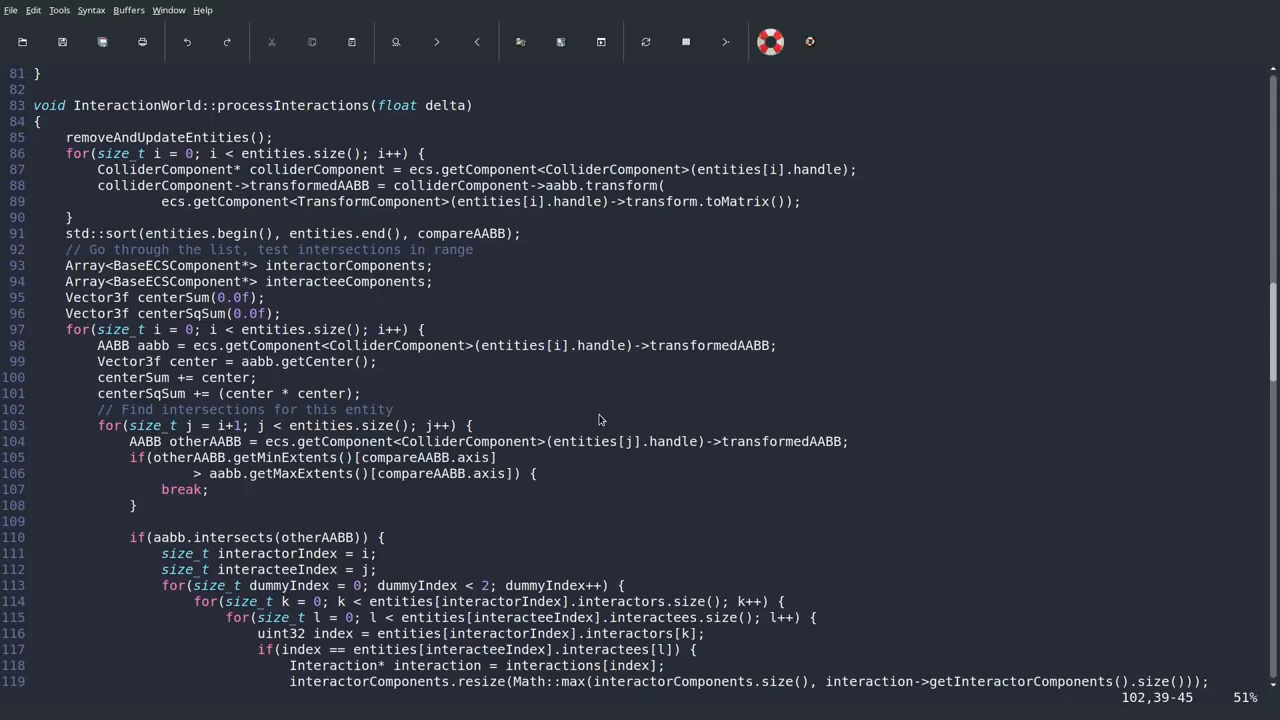 File Edit Tools Syntax Buffers Window Help
81 }
82
83 void InteractionWorld::processInteractions(float delta)
84 {
85     removeAndUpdateEntities();
86     for(size_t i = 0; i < entities.size(); i++) {
87         ColliderComponent* colliderComponent = ecs.getComponent<ColliderComponent>(entities[i].handle);
88         colliderComponent->transformedAABB = colliderComponent->aabb.transform(
89                 ecs.getComponent<TransformComponent>(entities[i].handle)->transform.toMatrix());
90     }
91     std::sort(entities.begin(), entities.end(), compareAABB);
92     // Go through the list, test intersections in range
93     Array<BaseECSComponent*> interactorComponents;
94     Array<BaseECSComponent*> interacteeComponents;
95     Vector3f centerSum(0.0f);
96     Vector3f centerSqSum(0.0f);
97     for(size_t i = 0; i < entities.size(); i++) {
98         AABB aabb = ecs.getComponent<ColliderComponent>(entities[i].handle)->transformedAABB;
99         Vector3f center = aabb.getCenter();
100         centerSum += center;
101         centerSqSum += (center * center);
102         // Find intersections for this entity
103         for(size_t j = i+1; j < entities.size(); j++) {
104             AABB otherAABB = ecs.getComponent<ColliderComponent>(entities[j].handle)->transformedAABB;
105             if(otherAABB.getMinExtents()[compareAABB.axis]
106                     > aabb.getMaxExtents()[compareAABB.axis]) {
107                 break;
108             }
109
110             if(aabb.intersects(otherAABB)) {
111                 size_t interactorIndex = i;
112                 size_t interacteeIndex = j;
113                 for(size_t dummyIndex = 0; dummyIndex < 2; dummyIndex++) {
114                     for(size_t k = 0; k < entities[interactorIndex].interactors.size(); k++) {
115                         for(size_t l = 0; l < entities[interacteeIndex].interactees.size(); l++) {
116                             uint32 index = entities[interactorIndex].interactors[k];
117                             if(index == entities[interacteeIndex].interactees[l]) {
118                                 Interaction* interaction = interactions[index];
119                                 interactorComponents.resize(Math::max(interactorComponents.size(), interaction->getInteractorComponents().size()));
102,39-45 51%